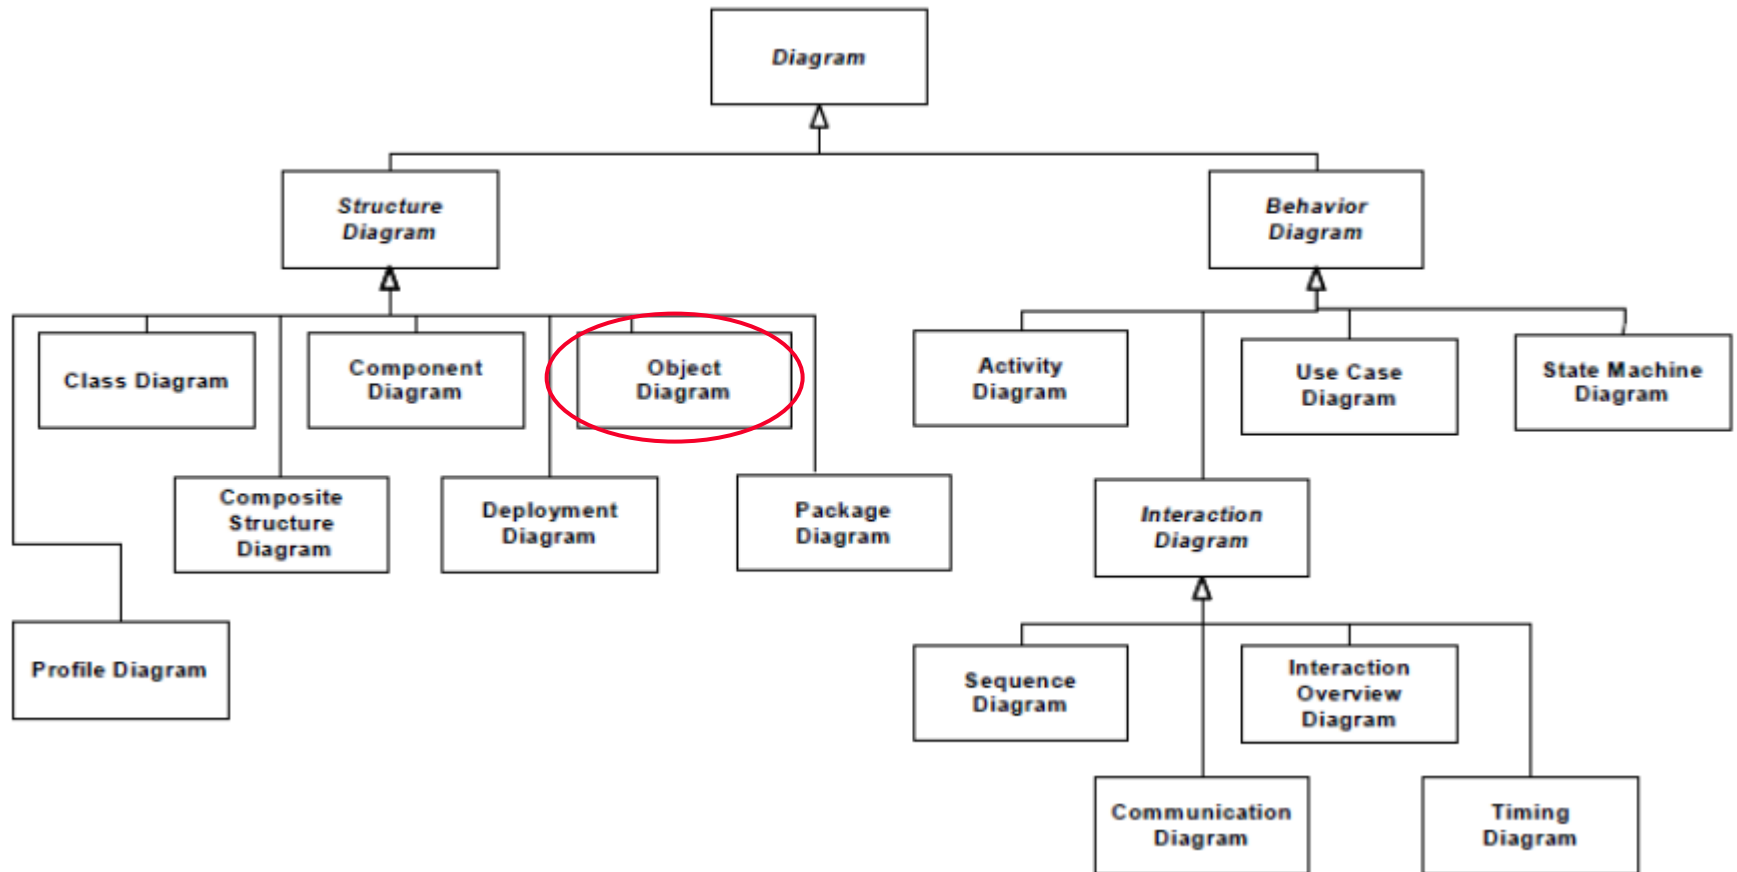 Diagram
Structure
Diagram
Behavior
Diagram
Class Diagram
Component
Diagram
Object
Diagram
Activity
Diagram
Use Case
Diagram
State Machine
Diagram
Composite
Structure
Diagram
Deployment
Diagram
Package
Diagram
Interaction
Diagram
Profile Diagram
Sequence
Diagram
Interaction
Overview
Diagram
Communication
Diagram
Timing
Diagram